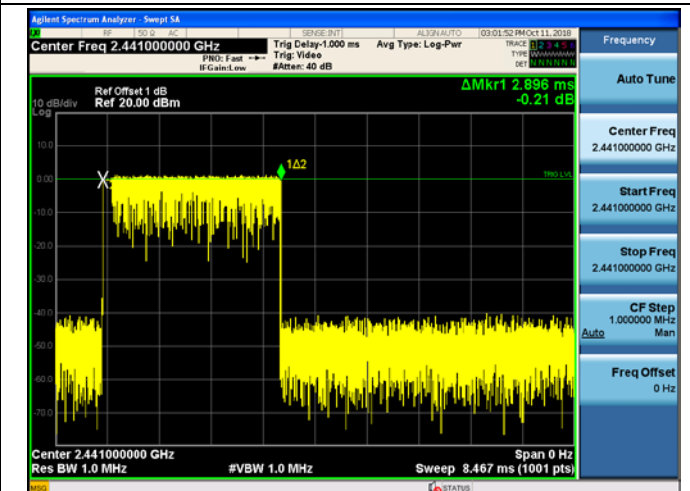 Agilent Spectrum Analyzer - Swept SA
RF 50 Ω AC SENSE:INT ALIGN AUTO 03:01:52 PM Oct 11, 2018
Center Freq 2.441000000 GHz
PNO: Fast
IFGain:Low
Trig Delay-1.000 ms
Trig: Video
#Atten: 40 dB
Avg Type: Log-Pwr
TRACE 1 2 3 4 5 6
TYPE
DET N N N N N N
ΔMkr1 2.896 ms
-0.21 dB
Ref Offset 1 dB
Ref 20.00 dBm
10 dB/div
Log
10.0
0.00
-10.0
-20.0
-30.0
-40.0
-50.0
-60.0
-70.0
1Δ2
TRIG LVL
Center 2.441000000 GHz
Span 0 Hz
Res BW 1.0 MHz
#VBW 1.0 MHz
Sweep 8.467 ms (1001 pts)
MSG
STATUS
Frequency
Auto Tune
Center Freq
2.441000000 GHz
Start Freq
2.441000000 GHz
Stop Freq
2.441000000 GHz
CF Step
1.000000 MHz
Auto Man
Freq Offset
0 Hz